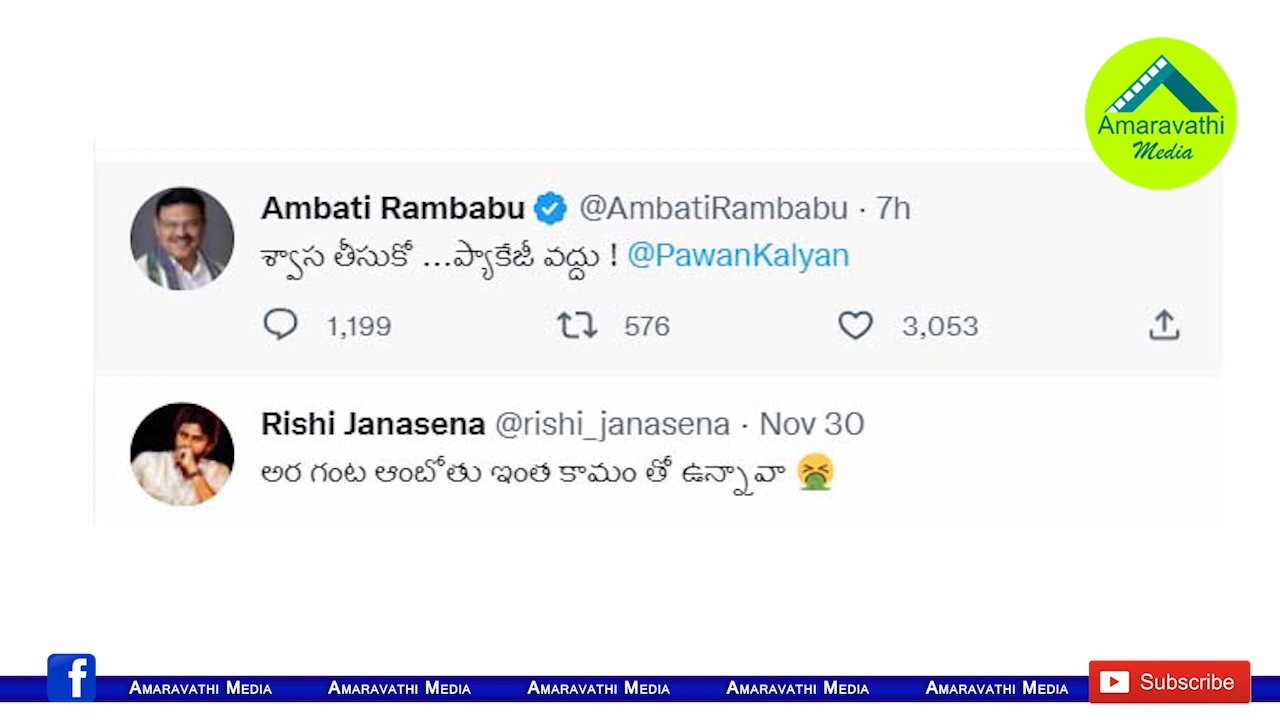 Amaravathi
Media
Ambati Rambabu @AmbatiRambabu · 7h
శ్వాస తీసుకో ...ప్యాకేజీ వద్దు ! @PawanKalyan
1,199 576 3,053
Rishi Janasena @rishi_janasena · Nov 30
అర గంట ఆంబోతు ఇంత కామం తో ఉన్నావా 🤮
AMARAVATHI MEDIA AMARAVATHI MEDIA AMARAVATHI MEDIA AMARAVATHI MEDIA AMARAVATHI MEDIA Subscribe